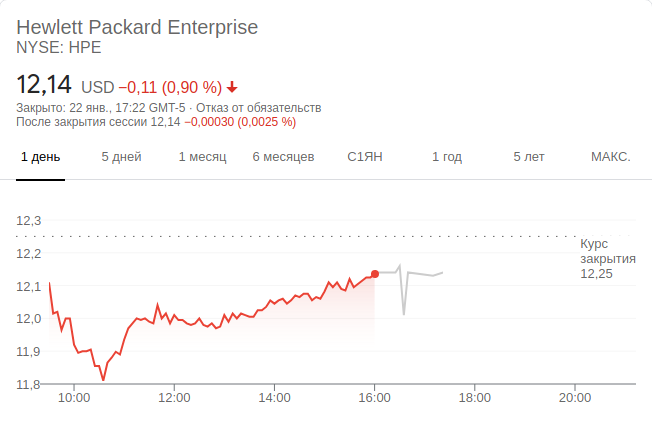 Hewlett Packard Enterprise
NYSE: HPE
12,14 USD −0,11 (0,90 %)
Закрыто: 22 янв., 17:22 GMT-5 · Отказ от обязательств
После закрытия сессии 12,14 −0,00030 (0,0025 %)
1 день 5 дней 1 месяц 6 месяцев С1ЯН 1 год 5 лет МАКС.
12,3
12,2
12,1
12,0
11,9
11,8
Курс
закрытия
12,25
10:00 12:00 14:00 16:00 18:00 20:00